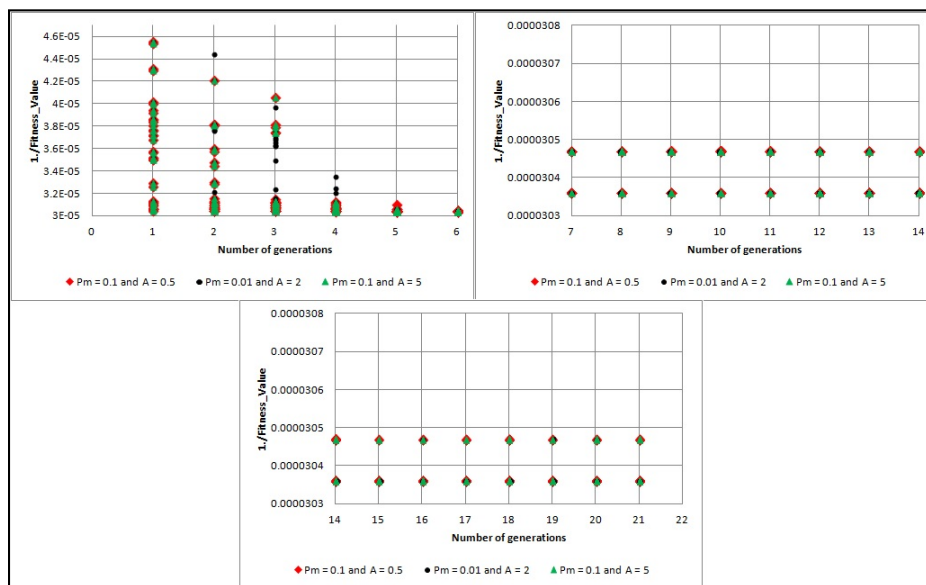 1./Fitness_Value
4.6E-05
4.4E-05
4.2E-05
4E-05
3.8E-05
3.6E-05
3.4E-05
3.2E-05
3E-05
0 1 2 3 4 5 6
Number of generations
Pm = 0.1 and A = 0.5 Pm = 0.01 and A = 2 Pm = 0.1 and A = 5
1./Fitness_Value
0.0000308
0.0000307
0.0000306
0.0000305
0.0000304
0.0000303
7 8 9 10 11 12 13 14
Number of generations
Pm = 0.1 and A = 0.5 Pm = 0.01 and A = 2 Pm = 0.1 and A = 5
1./Fitness_Value
0.0000308
0.0000307
0.0000306
0.0000305
0.0000304
0.0000303
14 15 16 17 18 19 20 21 22
Number of generations
Pm = 0.1 and A = 0.5 Pm = 0.01 and A = 2 Pm = 0.1 and A = 5